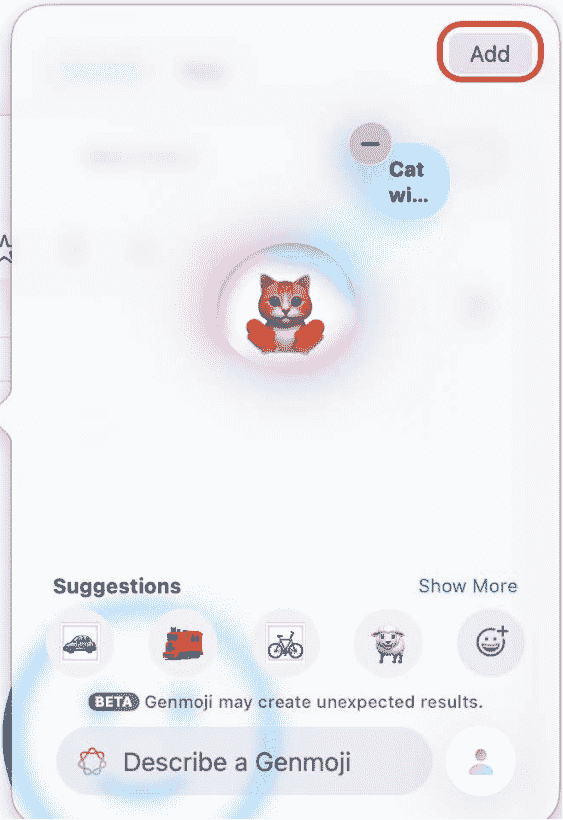 Add
Cat
wi...
Suggestions
Show More
BETA Genmoji may create unexpected results.
Describe a Genmoji